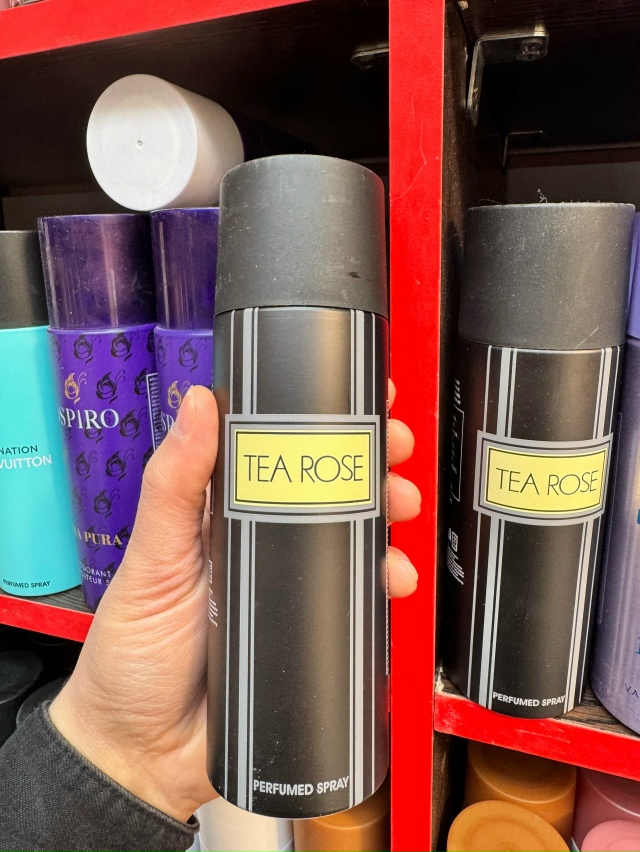 TEA ROSE
PERFUMED SPRAY
TEA ROSE
PERFUMED SPRAY
SPIRO
PURA
NATION
VUITTON
PERFUMED SPRAY